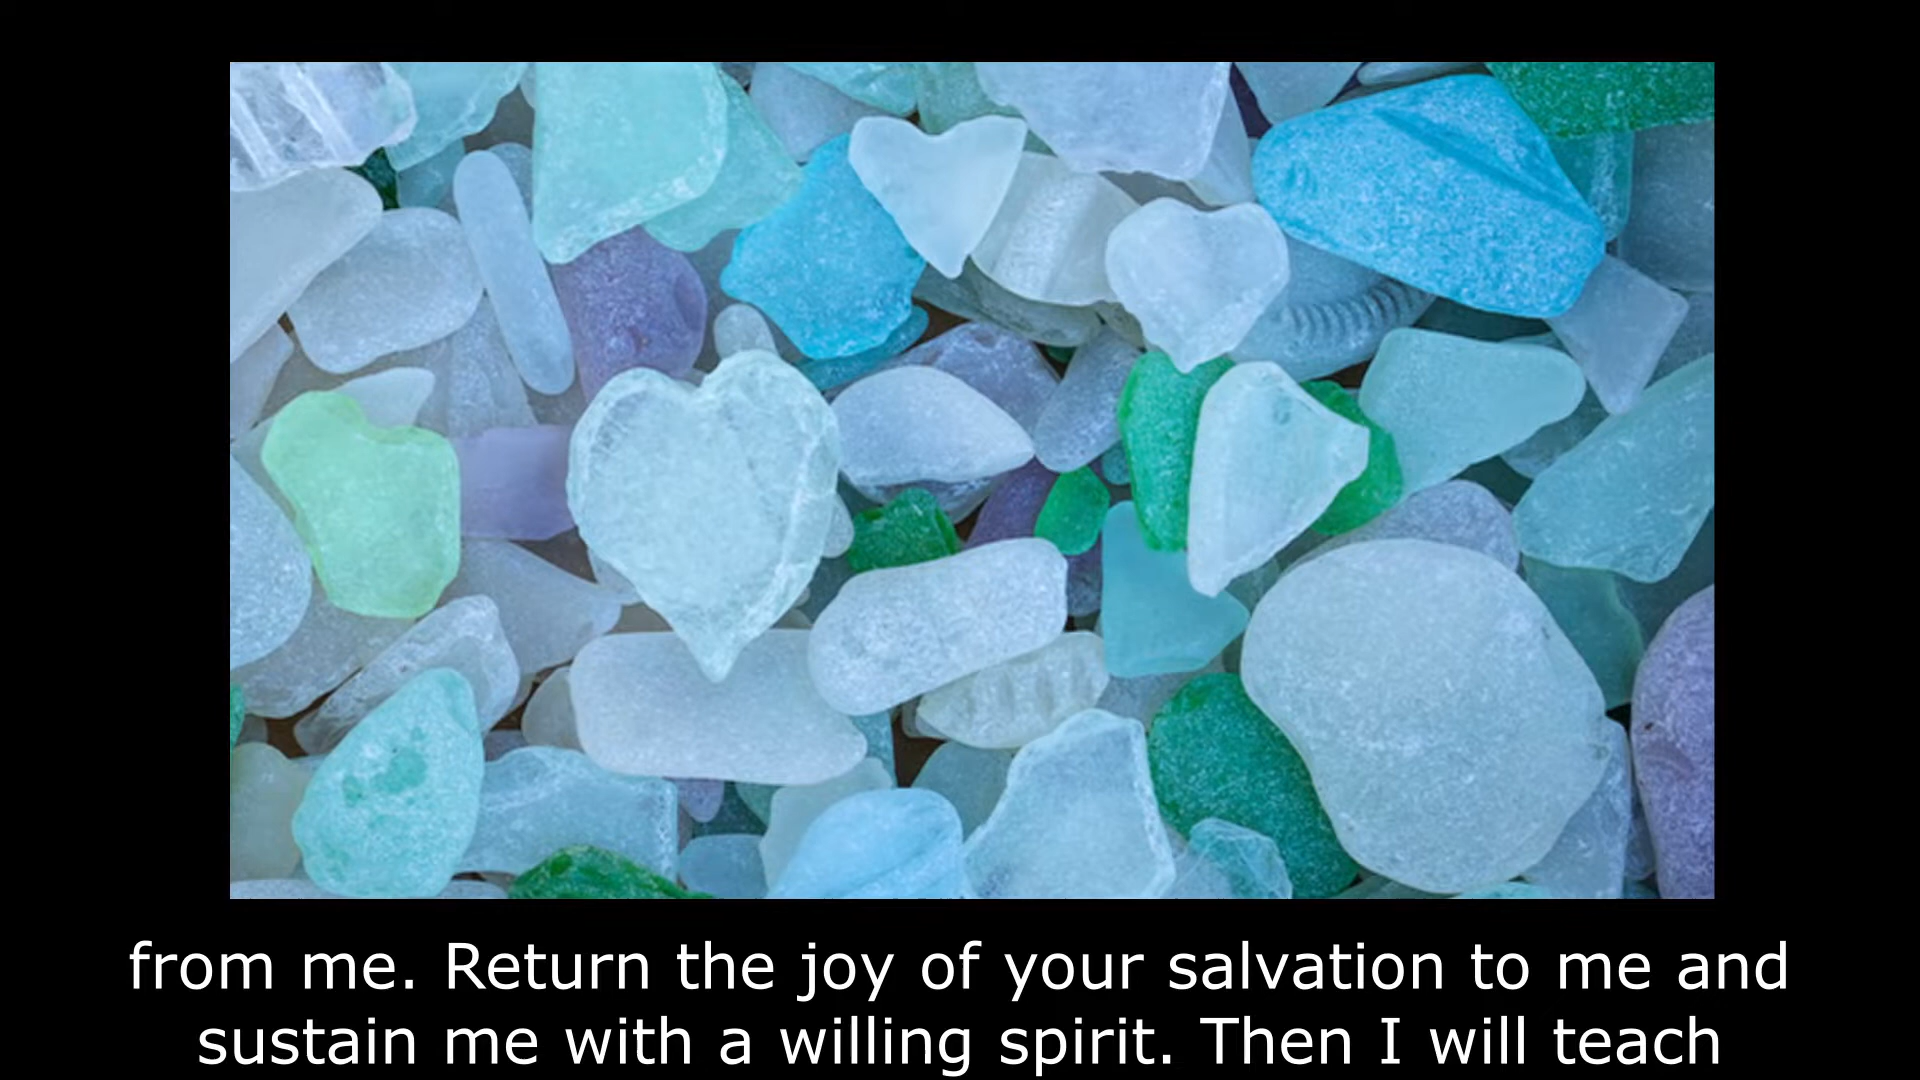 from me. Return the joy of your salvation to me and
sustain me with a willing spirit. Then I will teach